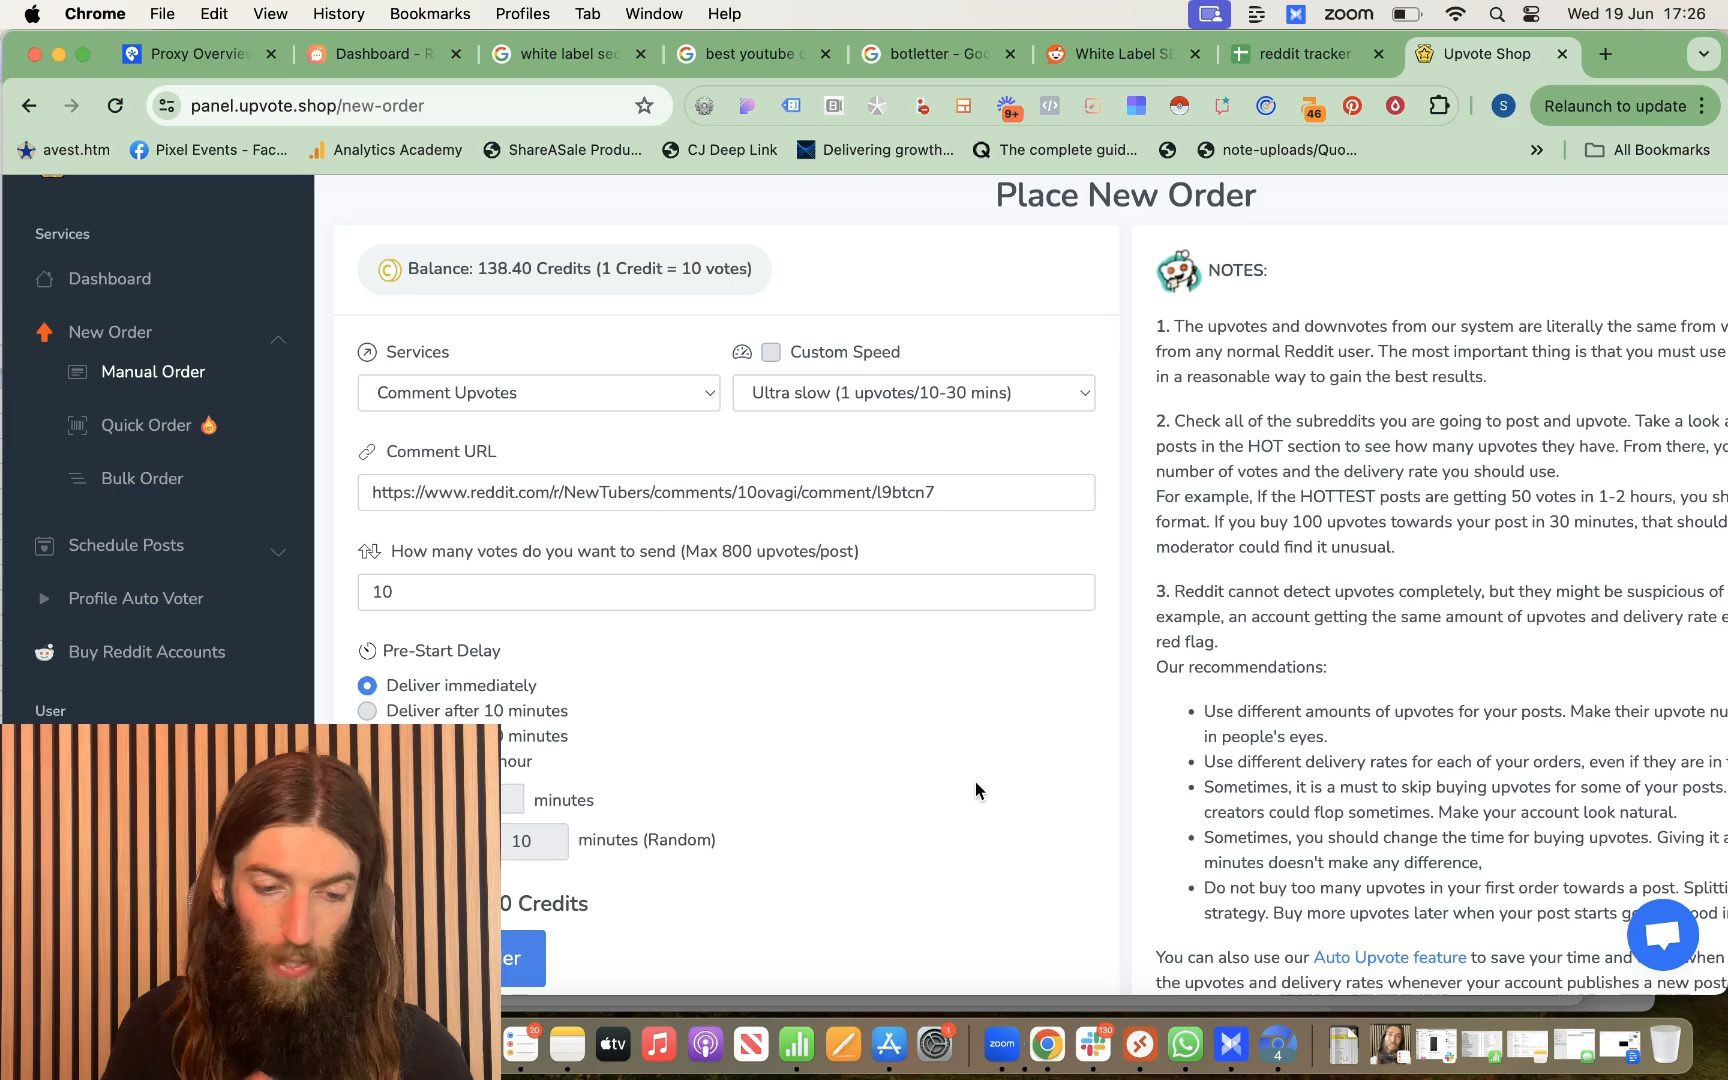 Chrome File Edit View History Bookmarks Profiles Tab Window Help zoom Wed 19 Jun 17:26
Proxy Overvie Dashboard - R white label seo best youtube botletter - Goo White Label SE reddit tracker Upvote Shop
panel.upvote.shop/new-order 9+ 46 S Relaunch to update
avest.htm Pixel Events - Fac... Analytics Academy ShareASale Produ... CJ Deep Link Delivering growth... The complete guid... note-uploads/Quo... » All Bookmarks
Place New Order
Services
Dashboard
New Order
Manual Order
Quick Order
Bulk Order
Schedule Posts
Profile Auto Voter
Buy Reddit Accounts
User
Balance: 138.40 Credits (1 Credit = 10 votes)
Services
Custom Speed
Comment Upvotes
Ultra slow (1 upvotes/10-30 mins)
Comment URL
https://www.reddit.com/r/NewTubers/comments/10ovagi/comment/l9btcn7
How many votes do you want to send (Max 800 upvotes/post)
10
Pre-Start Delay
Deliver immediately
Deliver after 10 minutes
minutes
hour
minutes
10 minutes (Random)
0 Credits
er
NOTES:
1. The upvotes and downvotes from our system are literally the same from
from any normal Reddit user. The most important thing is that you must use
in a reasonable way to gain the best results.
2. Check all of the subreddits you are going to post and upvote. Take a look
posts in the HOT section to see how many upvotes they have. From there,
number of votes and the delivery rate you should use.
For example, If the HOTTEST posts are getting 50 votes in 1-2 hours, you sh
format. If you buy 100 upvotes towards your post in 30 minutes, that should
moderator could find it unusual.
3. Reddit cannot detect upvotes completely, but they might be suspicious of
example, an account getting the same amount of upvotes and delivery rate
red flag.
Our recommendations:
Use different amounts of upvotes for your posts. Make their upvote nu
in people's eyes.
Use different delivery rates for each of your orders, even if they are in
Sometimes, it is a must to skip buying upvotes for some of your posts.
creators could flop sometimes. Make your account look natural.
Sometimes, you should change the time for buying upvotes. Giving it
minutes doesn't make any difference,
Do not buy too many upvotes in your first order towards a post. Splitti
strategy. Buy more upvotes later when your post starts
You can also use our Auto Upvote feature to save your time and when
the upvotes and delivery rates whenever your account publishes a new post
20 tv 1 zoom 130 4